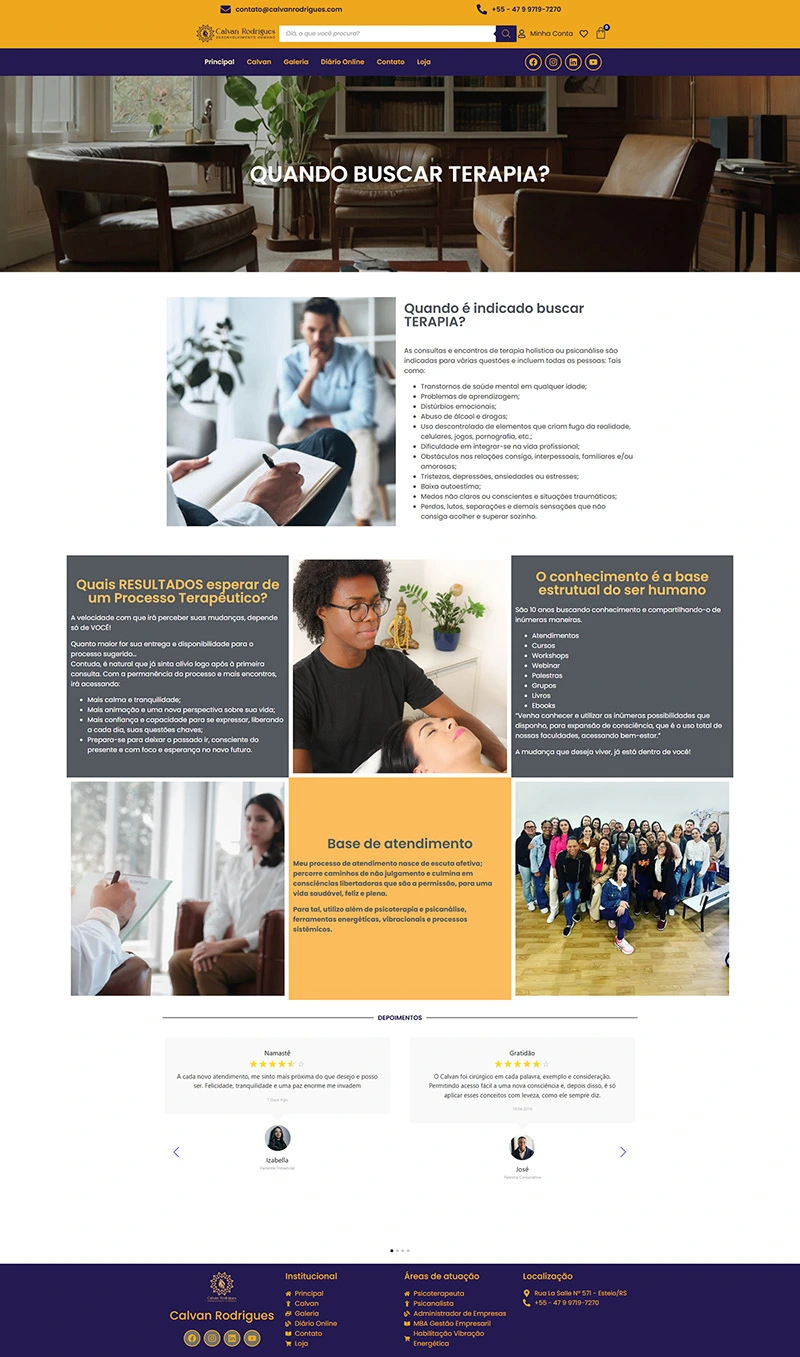 contato@calvanrodrigues.com
+55 - 47 9 9719-7270
Calvan Rodrigues
DESENVOLVIMENTO HUMANO
Olá, o que você procura?
Minha Conta
0
Principal
Calvan
Galeria
Diário Online
Contato
Loja
QUANDO BUSCAR TERAPIA?
Quando é indicado buscar
TERAPIA?
As consultas e encontros de terapia holística ou psicanálise são
indicadas para várias questões e incluem todas as pessoas: Tais
como:
Transtornos de saúde mental em qualquer idade;
Problemas de aprendizagem;
Distúrbios emocionais;
Abuso de álcool e drogas;
Uso descontrolado de elementos que criam fuga da realidade,
celulares, jogos, pornografia, etc.;
Dificuldade em integrar-se na vida profissional;
Obstáculos nas relações consigo, interpessoais, familiares e/ou
amorosas;
Tristezas, depressões, ansiedades ou estresses;
Baixa autoestima;
Medos não claros ou conscientes e situações traumáticas;
Perdas, lutos, separações e demais sensações que não
consiga acolher e superar sozinho.
Quais RESULTADOS esperar de
um Processo Terapêutico?
A velocidade com que irá perceber suas mudanças, depende
só de VOCÊ!
Quanto maior for sua entrega e disponibilidade para o
processo sugerido...
Contudo, é natural que já sinta alivio logo após à primeira
consulta. Com a permanência do processo e mais encontros,
irá acessando:
Mais calma e tranquilidade;
Mais animação e uma nova perspectiva sobre sua vida;
Mais confiança e capacidade para se expressar, liberando
a cada dia, suas questões chaves;
Prepara-se para deixar o passado ir, consciente do
presente e com foco e esperança no novo futuro.
O conhecimento é a base
estrutual do ser humano
São 10 anos buscando conhecimento e compartilhando-o de
inúmeras maneiras.
Atendimentos
Cursos
Workshops
Webinar
Palestras
Grupos
Livros
Ebooks
"Venha conhecer e utilizar as inúmeras possibilidades que
disponho, para expansão de consciência, que é o uso total de
nossas faculdades, acessando bem-estar."
A mudança que deseja viver, já está dentro de você!
Base de atendimento
Meu processo de atendimento nasce de escuta afetiva;
percorre caminhos de não julgamento e culmina em
consciências libertadoras que são a permissão, para uma
vida saudável, feliz e plena.
Para tal, utilizo além de psicoterapia e psicanálise,
ferramentas energéticas, vibracionais e processos
sistêmicos.
DEPOIMENTOS
Namastê
A cada novo atendimento, me sinto mais próxima do que desejo e posso
ser. Felicidade, tranquilidade e uma paz enorme me invadem
7 Days Ago
Izabella
Paciente Presencial
Gratidão
O Calvan foi cirúrgico em cada palavra, exemplo e consideração.
Permitindo acesso fácil a uma nova consciência e, depois disso, é só
aplicar esses conceitos com leveza, como ele sempre diz.
José
Palestra Corporativa
Calvan Rodrigues
Calvan Rodrigues
Institucional
Principal
Calvan
Galeria
Diário Online
Contato
Loja
Áreas de atuação
Psicoterapeuta
Psicanalista
Administrador de Empresas
MBA Gestão Empresaril
Habilitação Vibração
Energética
Localização
Rua La Salle Nº 571 - Esteio/RS
+55 - 47 9 9719-7270